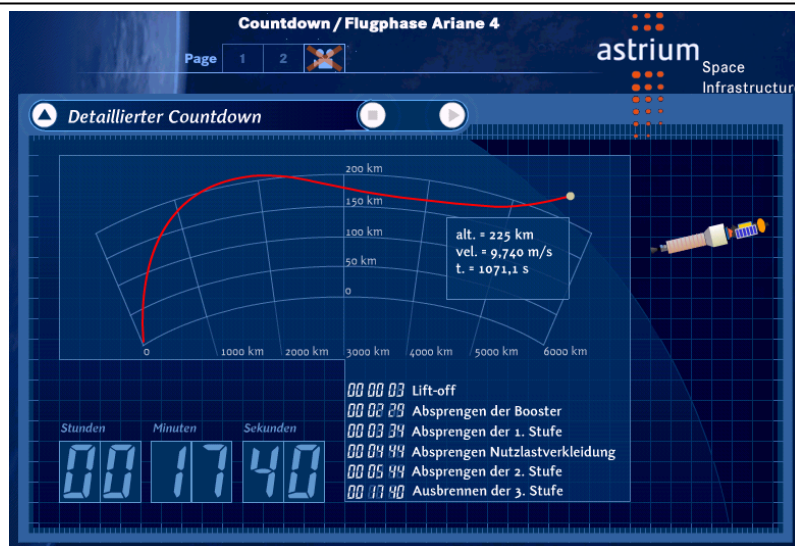 Countdown / Flugphase Ariane 4
Page 1 2
astrium
Space
Infrastructure
Detaillierter Countdown
200 km
150 km
100 km
50 km
0
alt. = 225 km
vel. = 9,740 m/s
t. = 1071,1 s
0 1000 km 2000 km 3000 km 4000 km 5000 km 6000 km
00 00 03 Lift-off
00 02 29 Absprengen der Booster
00 03 34 Absprengen der 1. Stufe
00 04 44 Absprengen Nutzlastverkleidung
00 05 44 Absprengen der 2. Stufe
00 17 40 Ausbrennen der 3. Stufe
Stunden Minuten Sekunden
00 17 40